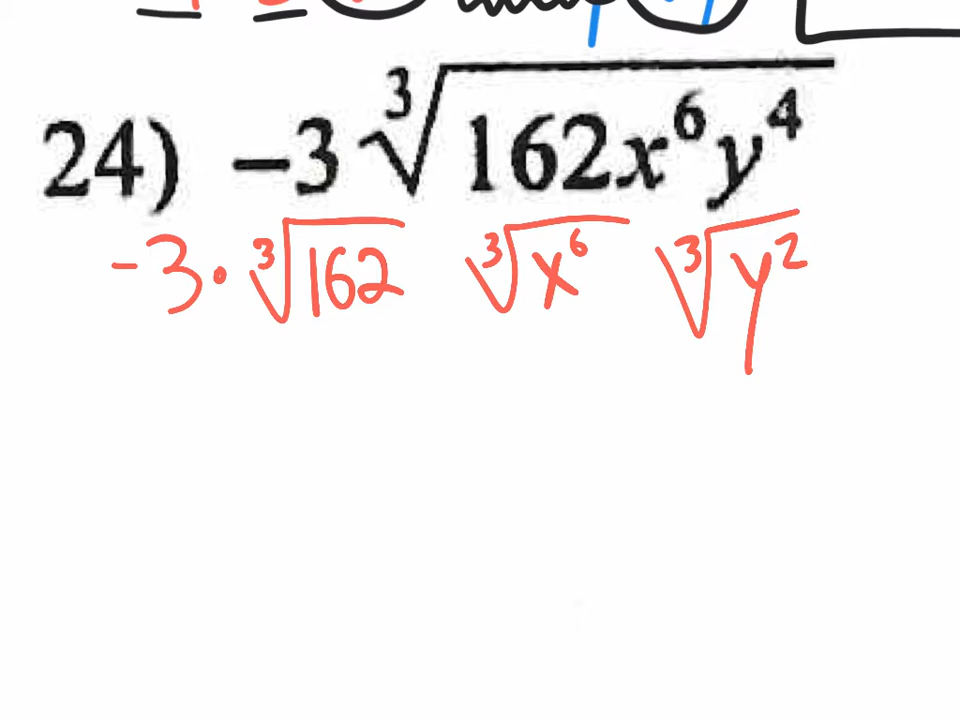 24) -3∛162x⁶y⁴
-3 · ∛162 ∛x⁶ ∛y²